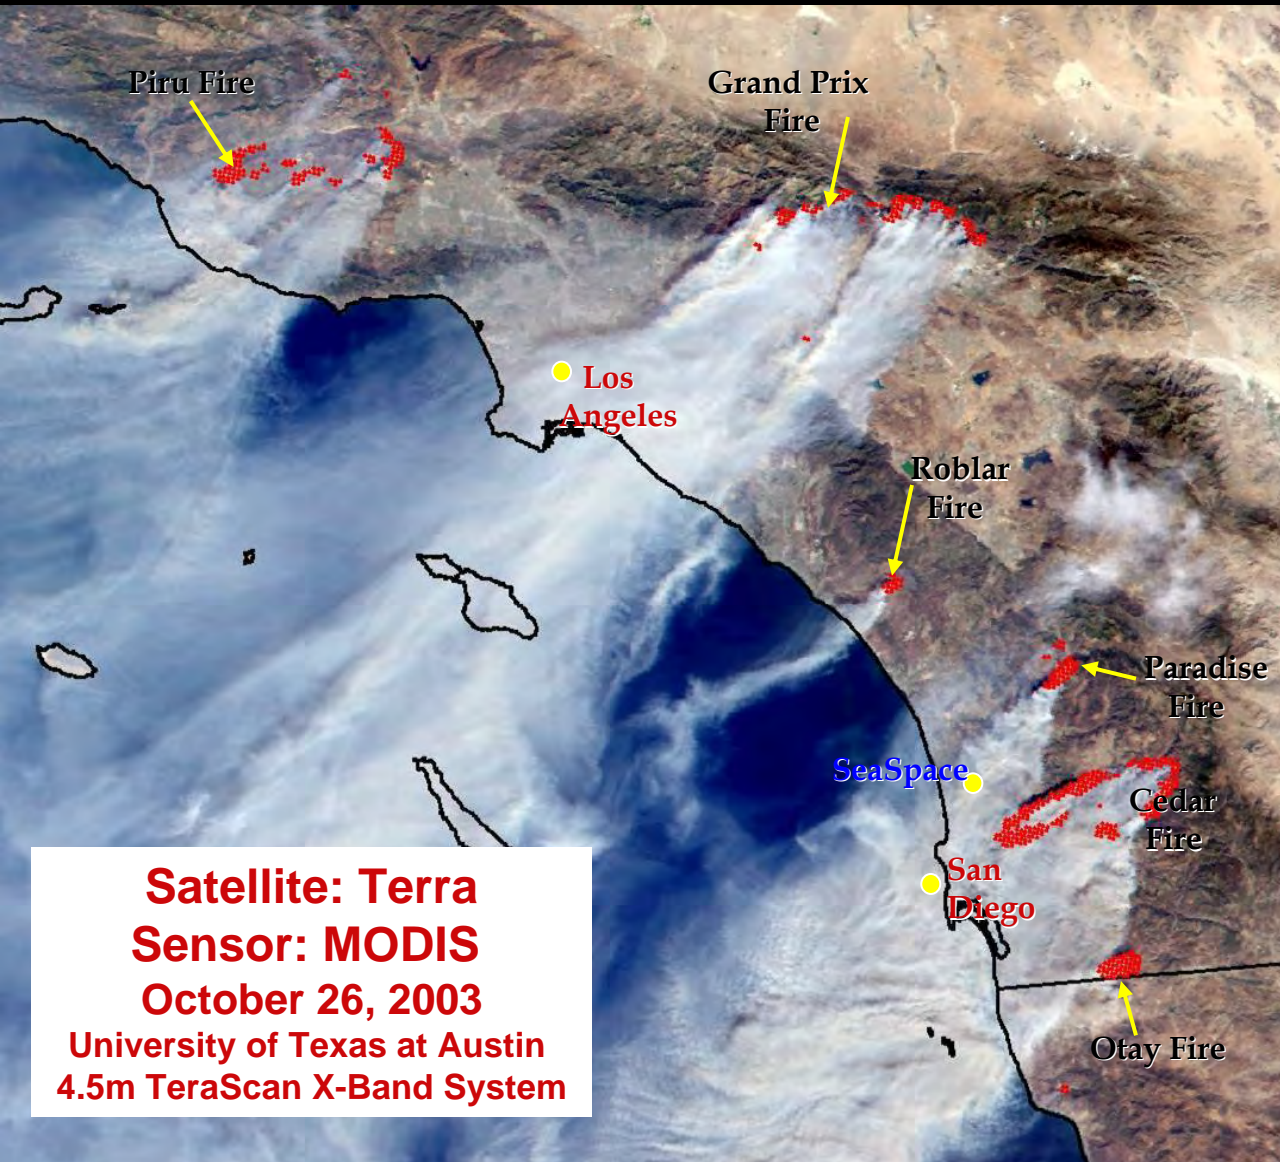 Piru Fire
Grand Prix
Fire
Los
Angeles
Roblar
Fire
Paradise
Fire
SeaSpace
Cedar
Fire
San
Diego
Otay Fire
Satellite: Terra
Sensor: MODIS
October 26, 2003
University of Texas at Austin
4.5m TeraScan X-Band System